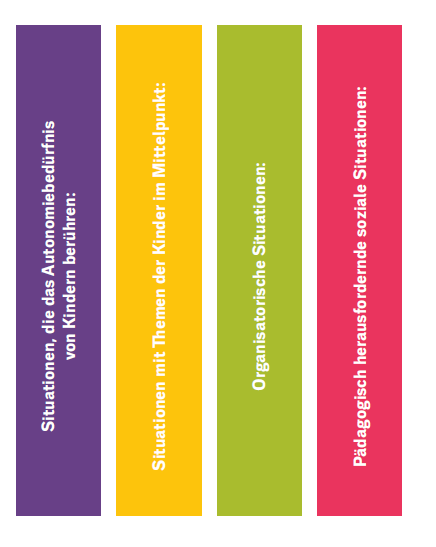 Situationen, die das Autonomiebedürfnis
von Kindern berühren:
Situationen mit Themen der Kinder im Mittelpunkt:
Organisatorische Situationen:
Pädagogisch herausfordernde soziale Situationen: